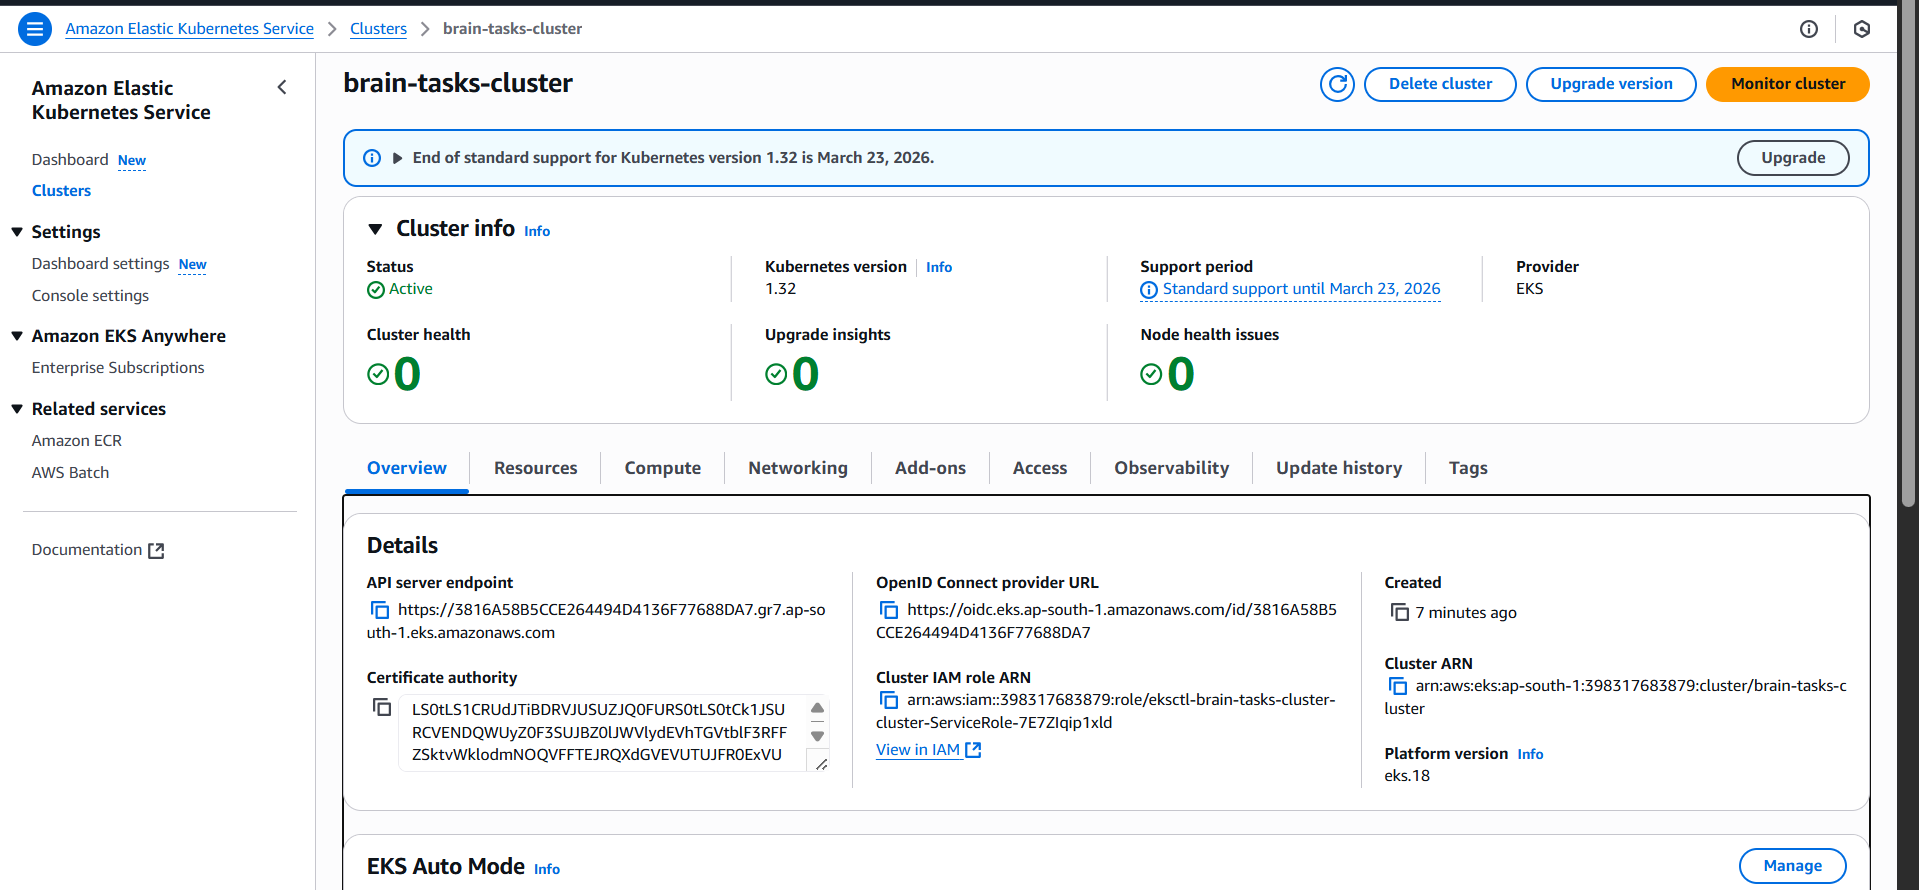 Amazon Elastic Kubernetes Service > Clusters > brain-tasks-cluster
Amazon Elastic
Kubernetes Service
Dashboard New
Clusters
Settings
Dashboard settings New
Console settings
Amazon EKS Anywhere
Enterprise Subscriptions
Related services
Amazon ECR
AWS Batch
Documentation
brain-tasks-cluster
Delete cluster
Upgrade version
Monitor cluster
End of standard support for Kubernetes version 1.32 is March 23, 2026.
Upgrade
Cluster info Info
Status
Active
Kubernetes version Info
1.32
Support period
Standard support until March 23, 2026
Provider
EKS
Cluster health
0
Upgrade insights
0
Node health issues
0
Overview
Resources
Compute
Networking
Add-ons
Access
Observability
Update history
Tags
Details
API server endpoint
https://3816A58B5CCE264494D4136F77688DA7.gr7.ap-so
uth-1.eks.amazonaws.com
Certificate authority
LS0tLS1CRUdJTiBDRVJUSUZJQ0FURS0tLS0tCk1JSU
RCVENDQWUyZ0F3SUJBZ0lJWVlydEVhTGVtblF3RFF
ZSktvWklodmNOQVFFTEJRQXdGVEVUTUJFR0ExVU
OpenID Connect provider URL
https://oidc.eks.ap-south-1.amazonaws.com/id/3816A58B5
CCE264494D4136F77688DA7
Cluster IAM role ARN
arn:aws:iam::398317683879:role/eksctl-brain-tasks-cluster-
cluster-ServiceRole-7E7ZIqip1xld
View in IAM
Created
7 minutes ago
Cluster ARN
arn:aws:eks:ap-south-1:398317683879:cluster/brain-tasks-c
luster
Platform version Info
eks.18
EKS Auto Mode Info
Manage